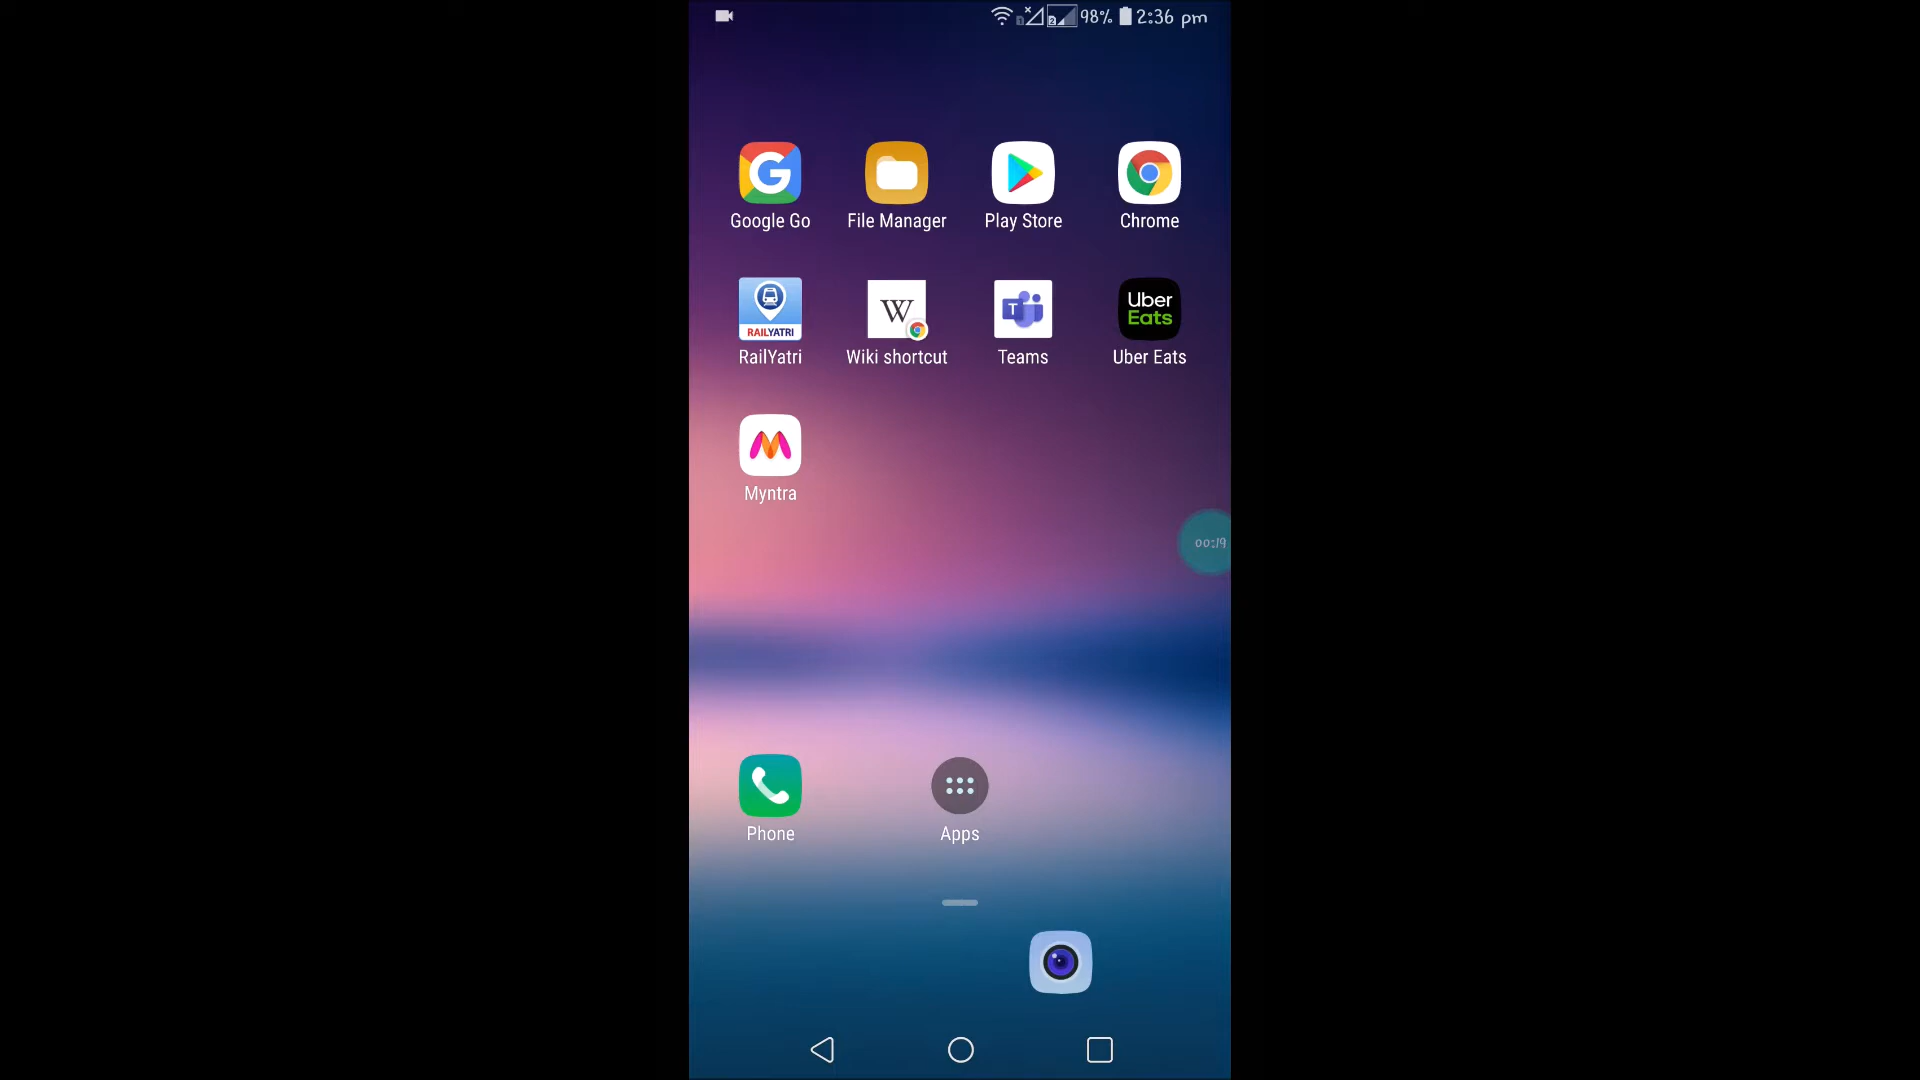 98% 2:36 pm
Google Go File Manager Play Store Chrome
RAILYATRI W T Uber Eats
RailYatri Wiki shortcut Teams Uber Eats
Myntra
00:19
Phone Apps